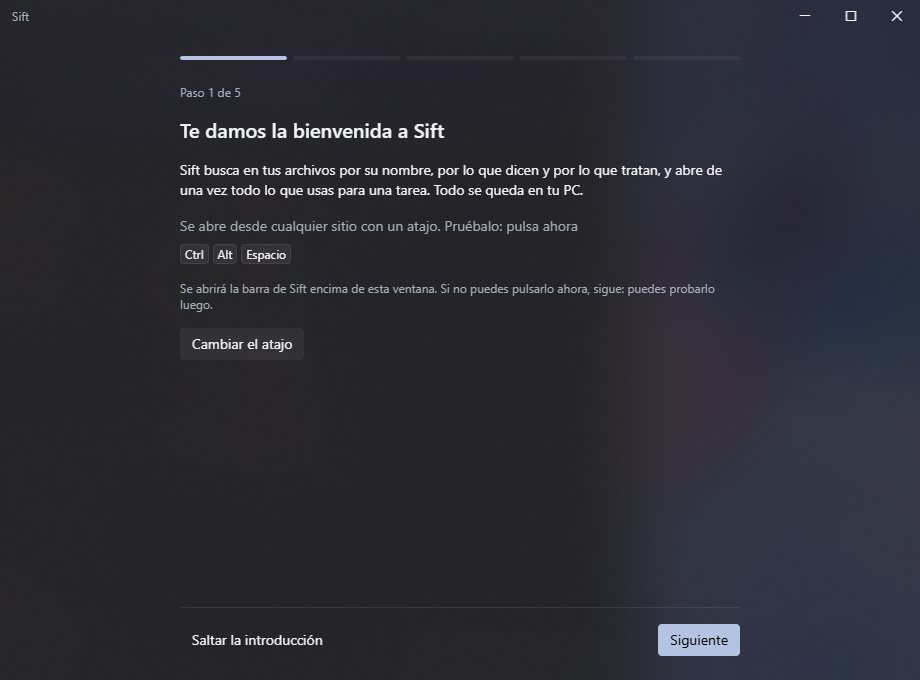 Sift
Paso 1 de 5
Te damos la bienvenida a Sift
Sift busca en tus archivos por su nombre, por lo que dicen y por lo que tratan, y abre de
una vez todo lo que usas para una tarea. Todo se queda en tu PC.
Se abre desde cualquier sitio con un atajo. Pruébalo: pulsa ahora
Ctrl Alt Espacio
Se abrirá la barra de Sift encima de esta ventana. Si no puedes pulsarlo ahora, sigue: puedes probarlo
luego.
Cambiar el atajo
Saltar la introducción
Siguiente